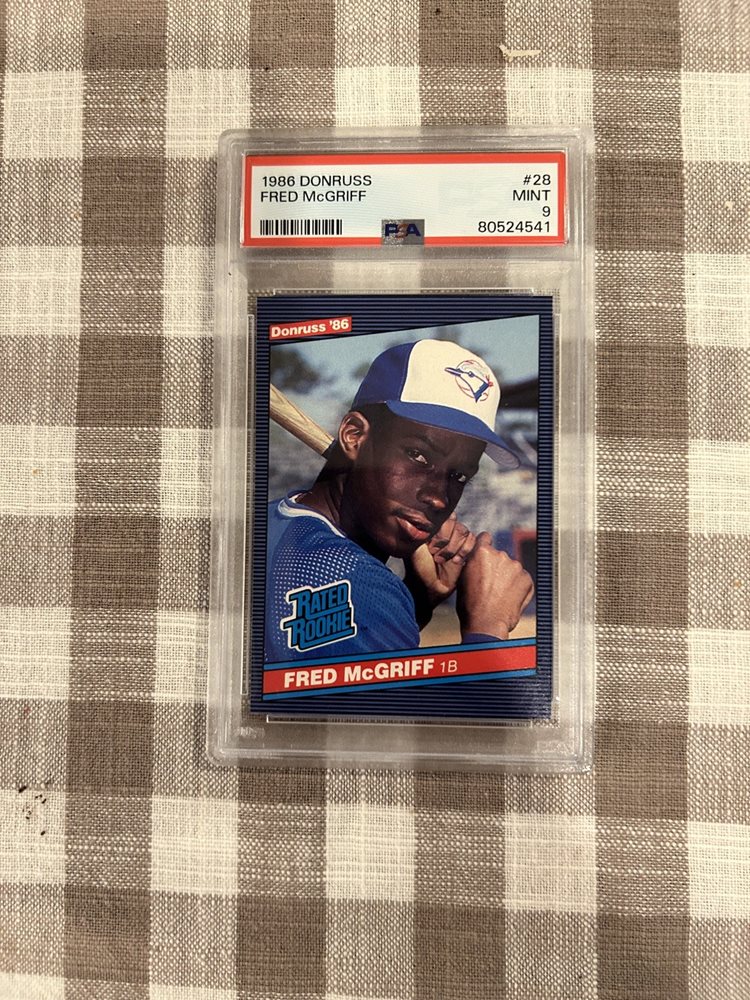 1986 DONRUSS #28
FRED McGRIFF MINT
9
PSA 80524541
Donruss '86
RATED
ROOKIE
FRED McGRIFF 1B